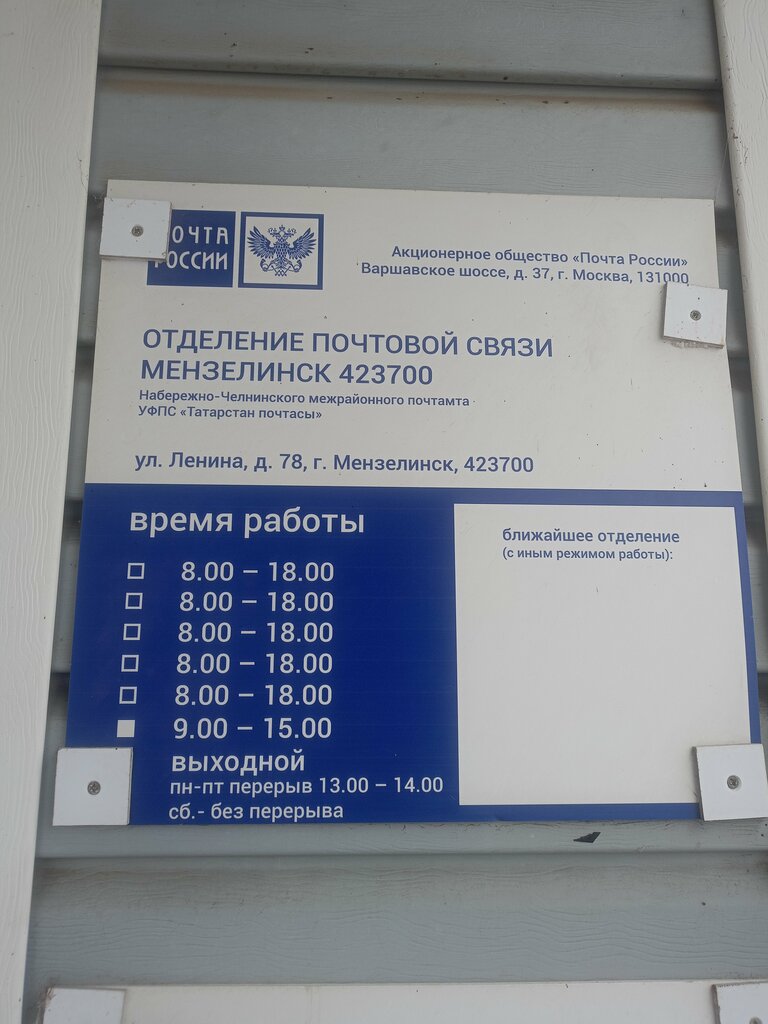 ОЧТА
РОССИИ
Акционерное общество «Почта России»
Варшавское шоссе, д. 37, г. Москва, 131000
ОТДЕЛЕНИЕ ПОЧТОВОЙ СВЯЗИ
МЕНЗЕЛИНСК 423700
Набережно-Челнинского межрайонного почтамта
УФПС «Татарстан почтасы»
ул. Ленина, д. 78, г. Мензелинск, 423700
время работы
8.00 – 18.00
8.00 – 18.00
8.00 – 18.00
8.00 – 18.00
8.00 – 18.00
9.00 – 15.00
выходной
пн-пт перерыв 13.00 – 14.00
сб.- без перерыва
ближайшее отделение
(с иным режимом работы):